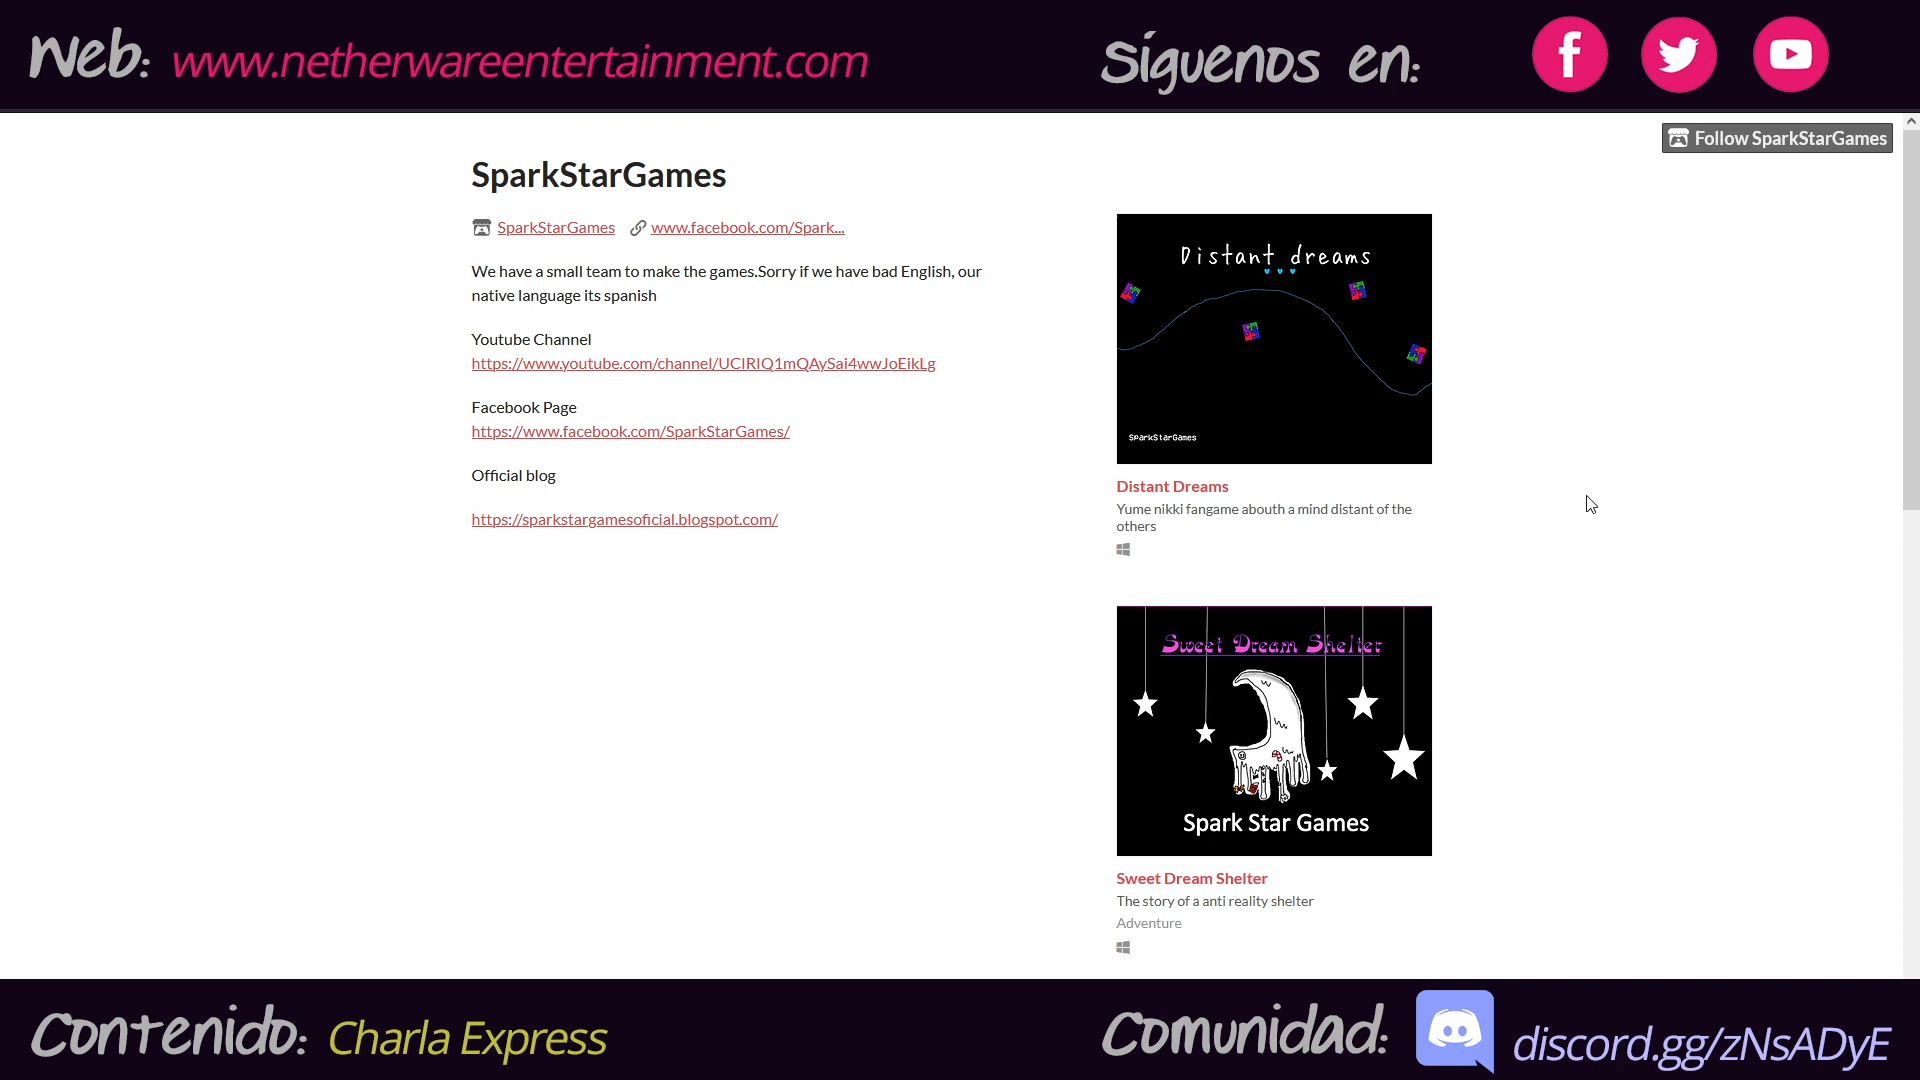 Web: www.netherwareentertainment.com
Síguenos en:
Follow SparkStarGames
SparkStarGames
SparkStarGames www.facebook.com/Spark...
We have a small team to make the games.Sorry if we have bad English, our
native language its spanish
Youtube Channel
https://www.youtube.com/channel/UCIRIQ1mQAySai4wwJoEikLg
Facebook Page
https://www.facebook.com/SparkStarGames/
Official blog
https://sparkstargamesoficial.blogspot.com/
Distant dreams
SparkStarGames
Distant Dreams
Yume nikki fangame abouth a mind distant of the
others
Sweet Dream Shelter
Spark Star Games
Sweet Dream Shelter
The story of a anti reality shelter
Adventure
Contenido: Charla Express
Comunidad: discord.gg/zNsADyE